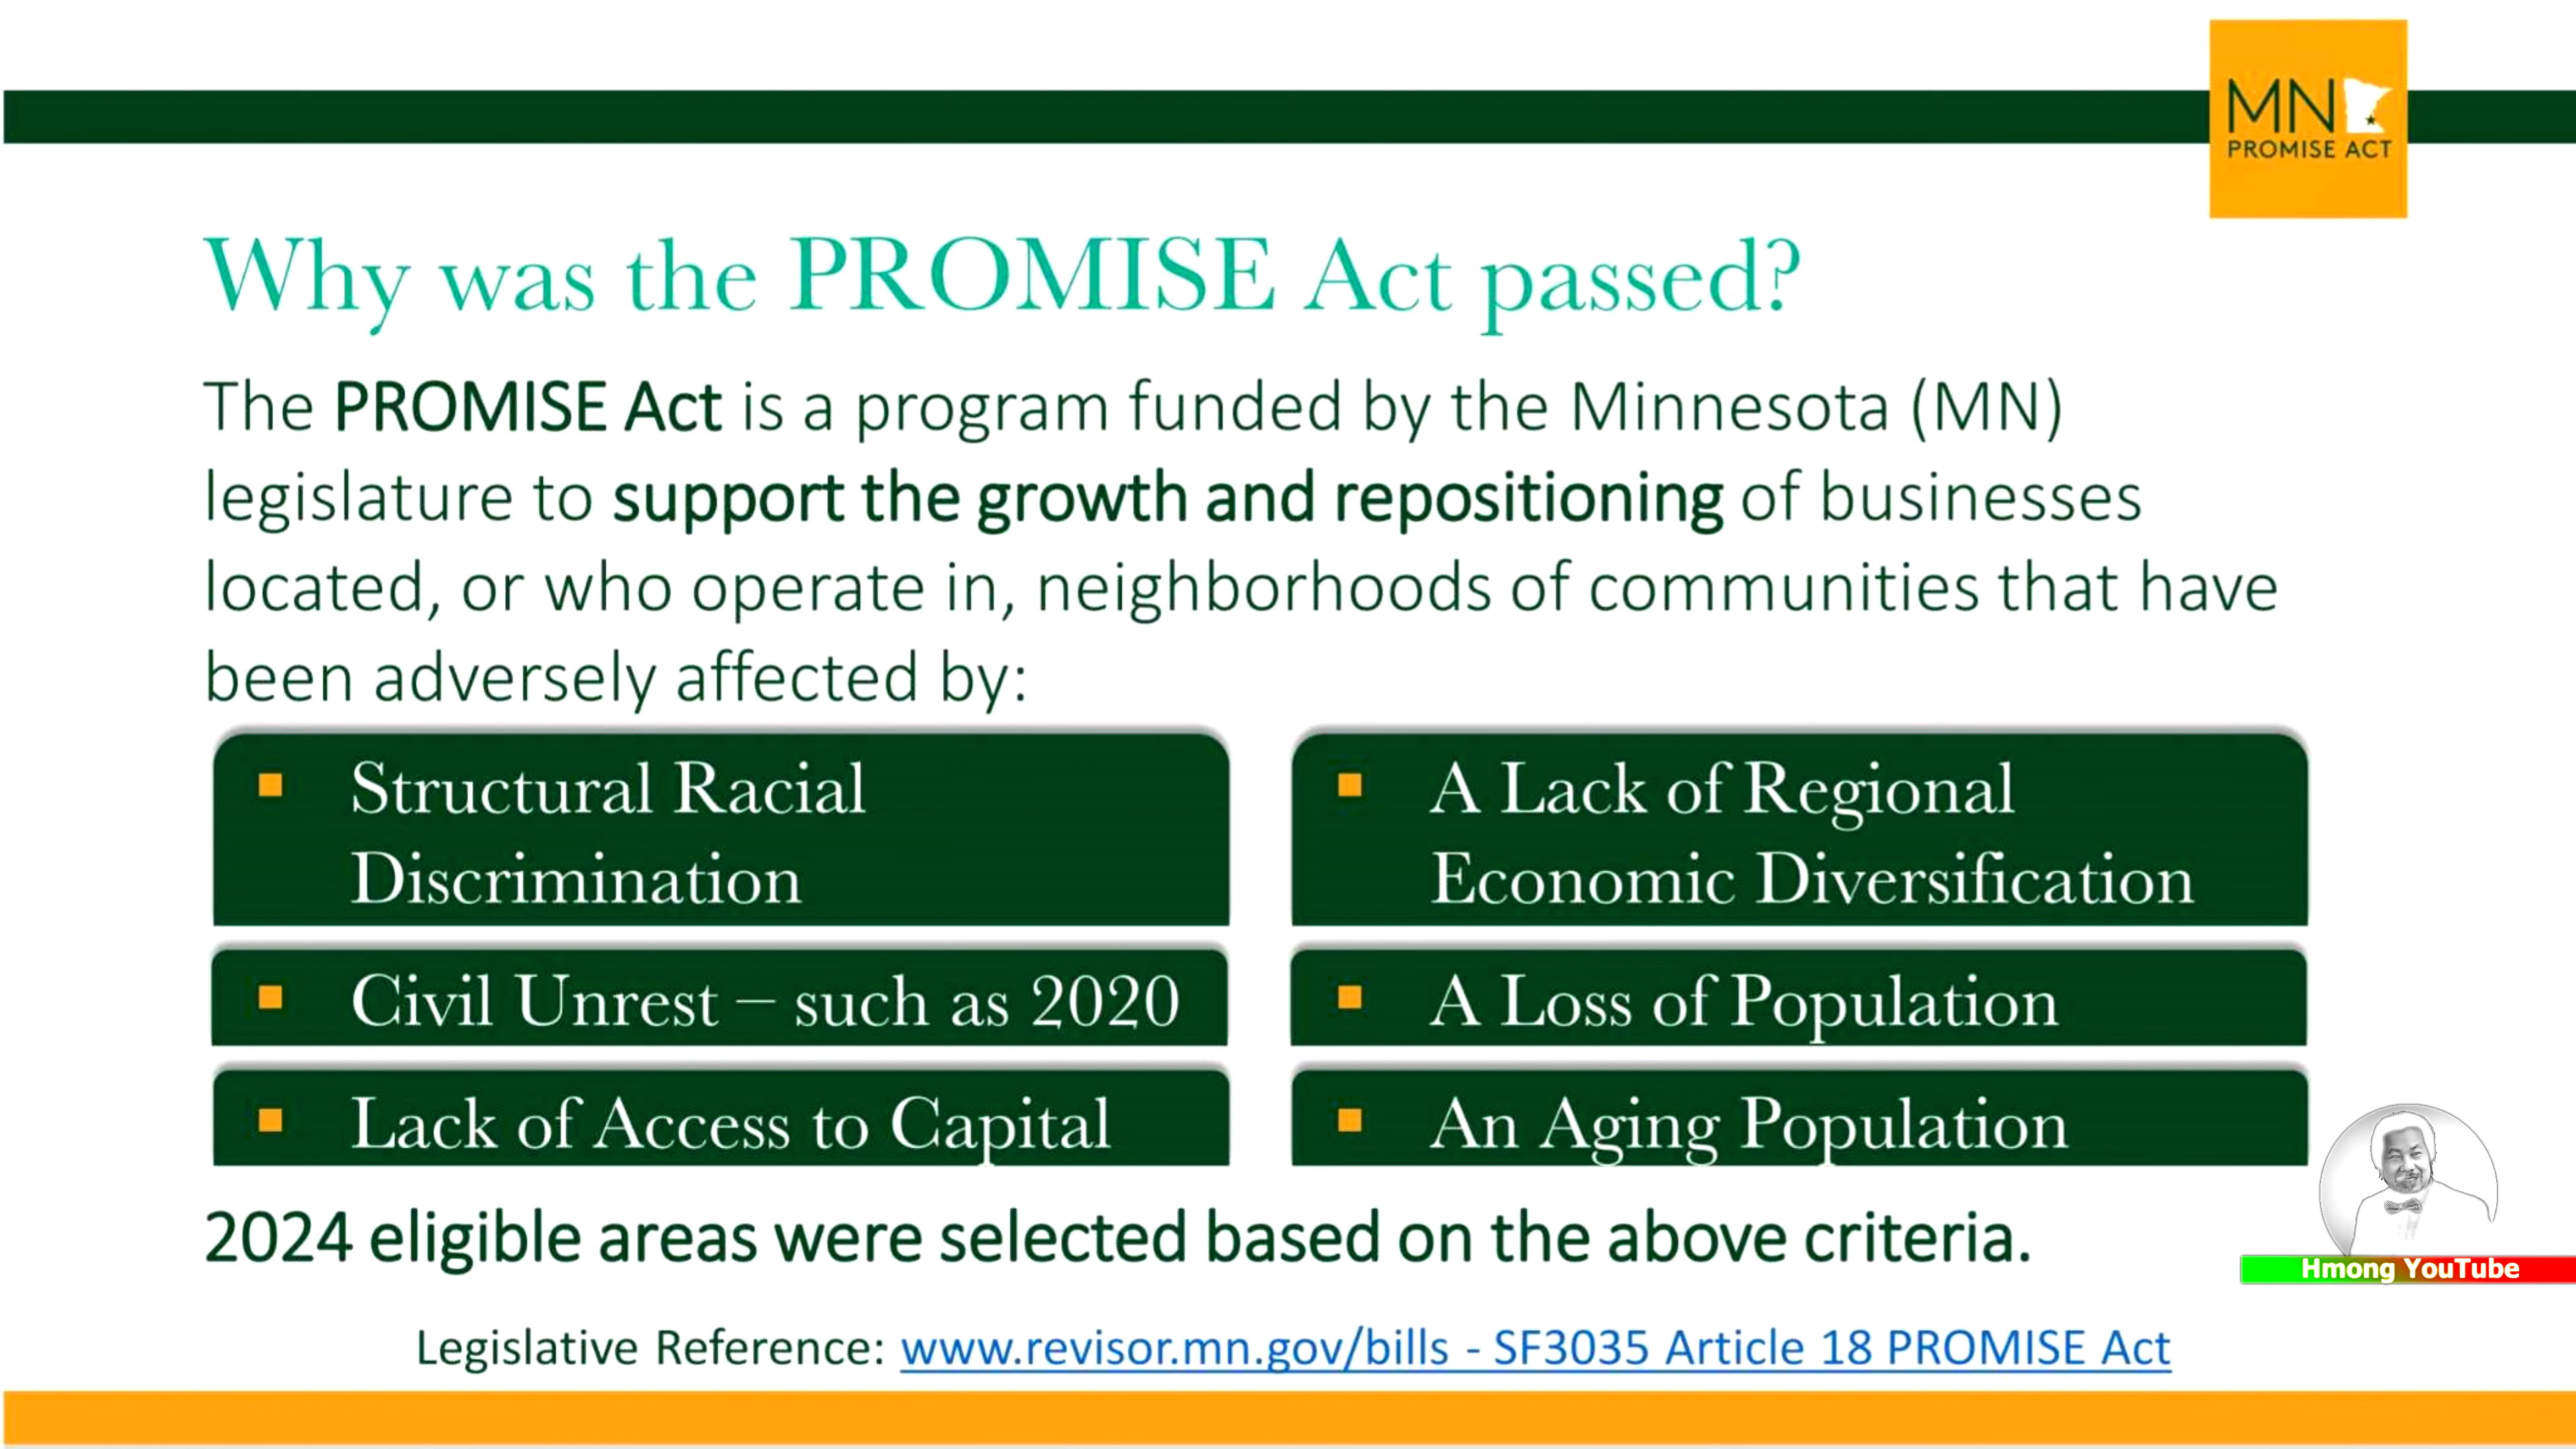 MN
PROMISE ACT
Why was the PROMISE Act passed?
The PROMISE Act is a program funded by the Minnesota (MN)
legislature to support the growth and repositioning of businesses
located, or who operate in, neighborhoods of communities that have
been adversely affected by:
▪ Structural Racial
Discrimination
▪ Civil Unrest – such as 2020
▪ Lack of Access to Capital
▪ A Lack of Regional
Economic Diversification
▪ A Loss of Population
▪ An Aging Population
2024 eligible areas were selected based on the above criteria.
Hmong YouTube
Legislative Reference: www.revisor.mn.gov/bills - SF3035 Article 18 PROMISE Act